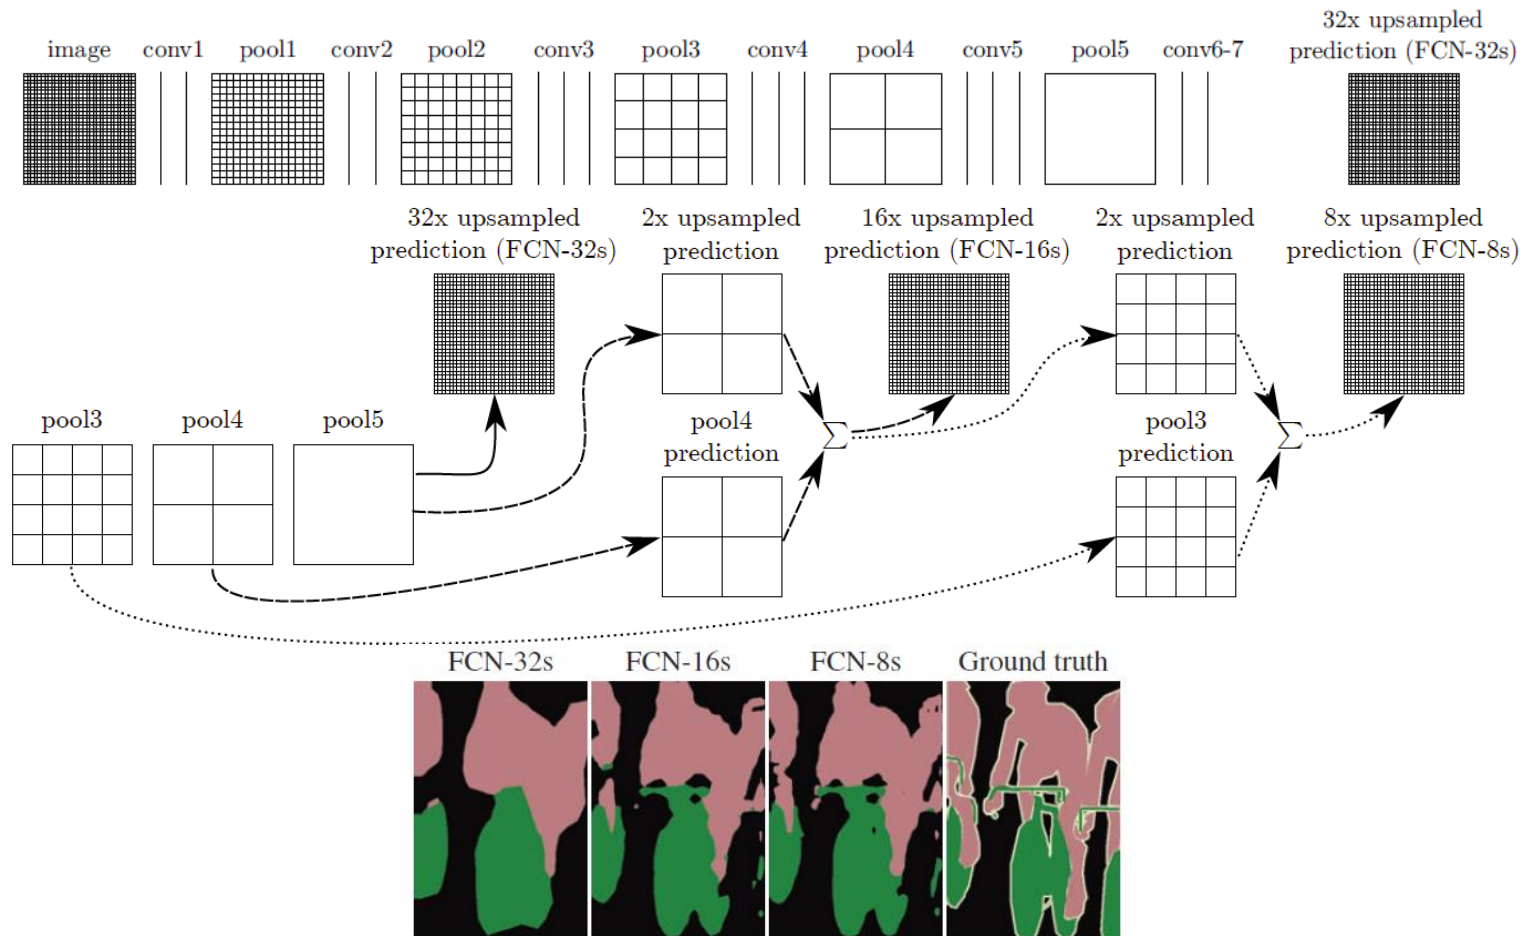 32x upsampled
image conv1 pool1 conv2 pool2 conv3 pool3 conv4 pool4 conv5 pool5 conv6-7 prediction (FCN-32s)
32x upsampled 2x upsampled 16x upsampled 2x upsampled 8x upsampled
prediction (FCN-32s) prediction prediction (FCN-16s) prediction prediction (FCN-8s)
pool3 pool4 pool5 pool4 ∑ pool3 ∑
prediction prediction
FCN-32s FCN-16s FCN-8s Ground truth